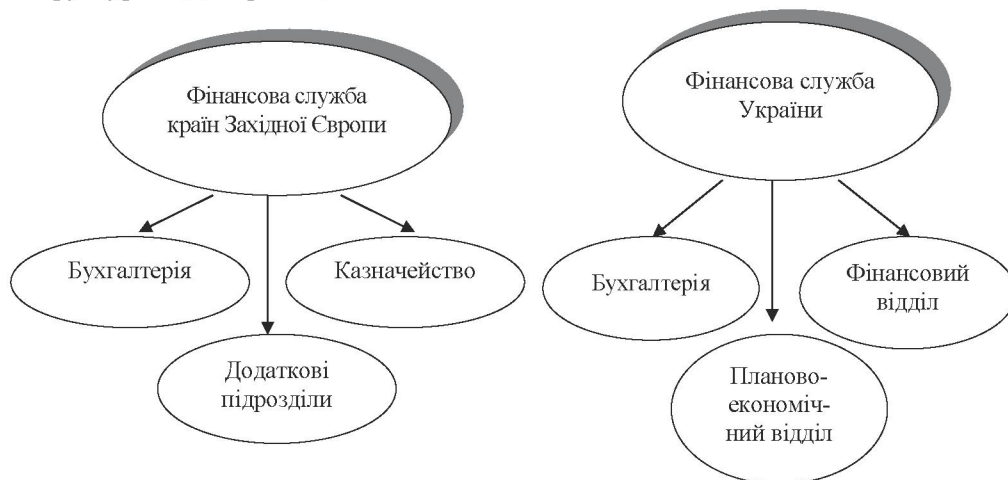 Фінансова служба
країн Західної Європи
Бухгалтерія
Казначейство
Додаткові
підрозділи
Фінансова служба
України
Бухгалтерія
Фінансовий
відділ
Планово-
економіч-
ний відділ